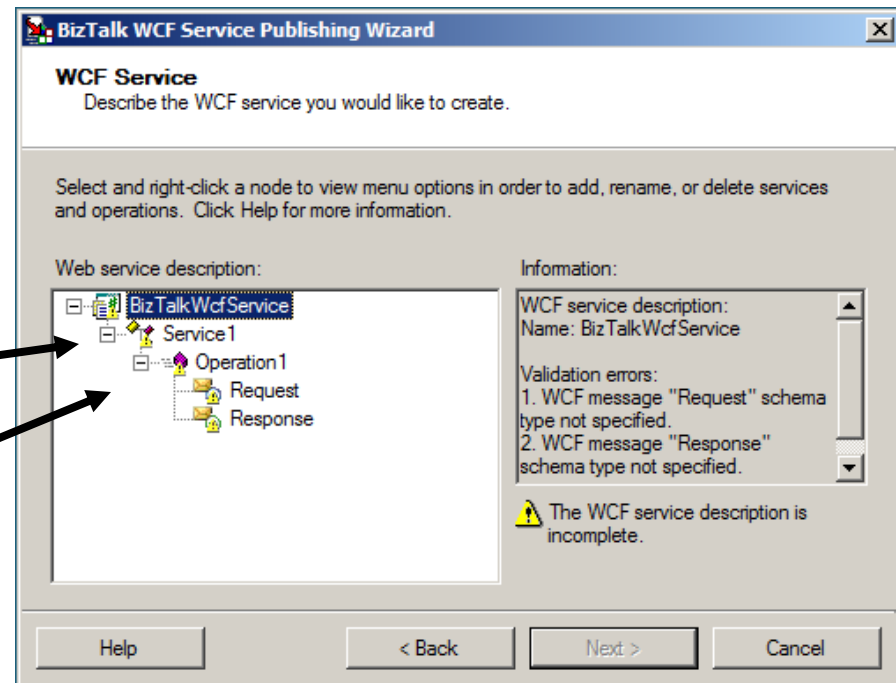 BizTalk WCF Service Publishing Wizard
WCF Service
Describe the WCF service you would like to create.
Select and right-click a node to view menu options in order to add, rename, or delete services
and operations. Click Help for more information.
Web service description:
BizTalkWcfService
Service1
Operation1
Request
Response
Information:
WCF service description:
Name: BizTalkWcfService
Validation errors:
1. WCF message "Request" schema
type not specified.
2. WCF message "Response"
schema type not specified.
The WCF service description is
incomplete.
Help
< Back
Next >
Cancel